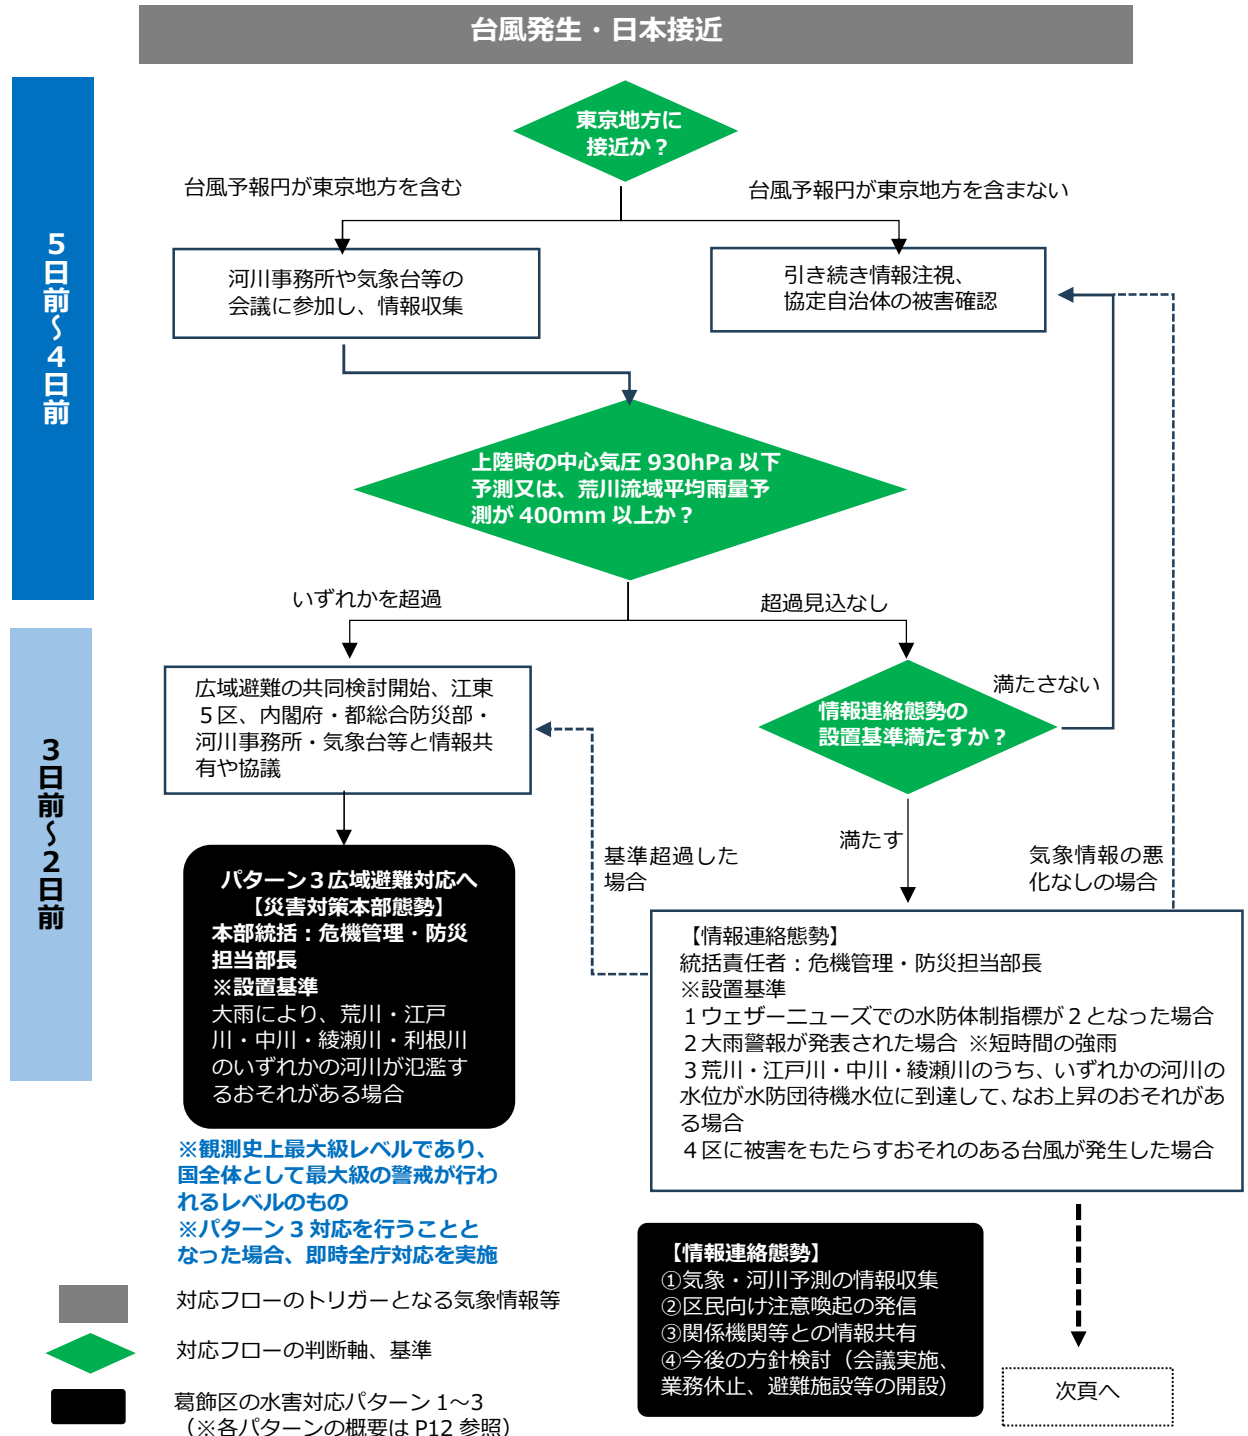 台風発生・日本接近
5日前～4日前
東京地方に
接近か？
台風予報円が東京地方を含む
台風予報円が東京地方を含まない
河川事務所や気象台等の
会議に参加し、情報収集
引き続き情報注視、
協定自治体の被害確認
上陸時の中心気圧 930hPa 以下
予測又は、荒川流域平均雨量予
測が 400mm 以上か？
いずれかを超過
超過見込なし
3日前～2日前
広域避難の共同検討開始、江東
５区、内閣府・都総合防災部・
河川事務所・気象台等と情報共
有や協議
情報連絡態勢の
設置基準満たすか？
満たさない
満たす
基準超過した
場合
気象情報の悪
化なしの場合
パターン３広域避難対応へ
【災害対策本部態勢】
本部統括：危機管理・防災
担当部長
※設置基準
大雨により、荒川・江戸
川・中川・綾瀬川・利根川
のいずれかの河川が氾濫す
るおそれがある場合
※観測史上最大級レベルであり、
国全体として最大級の警戒が行わ
れるレベルのもの
※パターン 3 対応を行うことと
なった場合、即時全庁対応を実施
【情報連絡態勢】
統括責任者：危機管理・防災担当部長
※設置基準
１ウェザーニューズでの水防体制指標が２となった場合
２大雨警報が発表された場合 ※短時間の強雨
３荒川・江戸川・中川・綾瀬川のうち、いずれかの河川の
水位が水防団待機水位に到達して、なお上昇のおそれがあ
る場合
４区に被害をもたらすおそれのある台風が発生した場合
【情報連絡態勢】
①気象・河川予測の情報収集
②区民向け注意喚起の発信
③関係機関等との情報共有
④今後の方針検討（会議実施、
業務休止、避難施設等の開設）
次頁へ
対応フローのトリガーとなる気象情報等
対応フローの判断軸、基準
葛飾区の水害対応パターン 1～3
（※各パターンの概要は P12 参照）